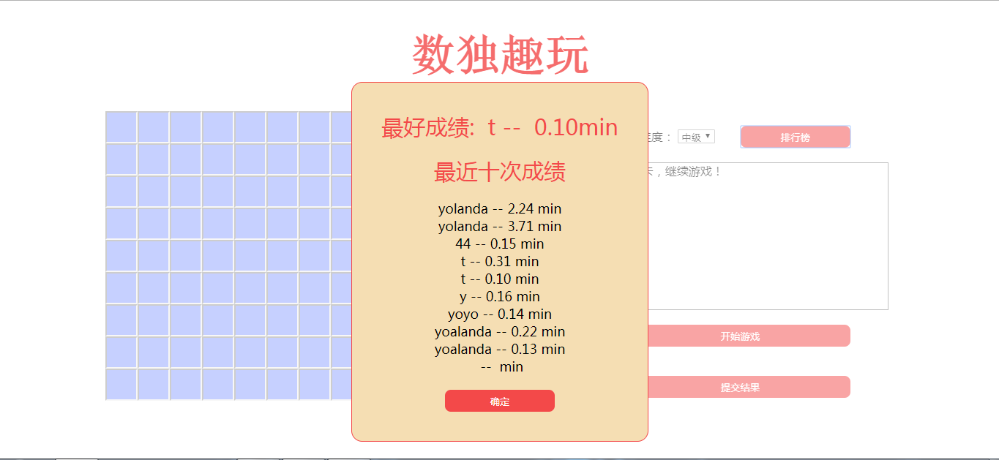 数独趣玩
最好成绩: t -- 0.10min
最近十次成绩
yolanda -- 2.24 min
yolanda -- 3.71 min
44 -- 0.15 min
t -- 0.31 min
t -- 0.10 min
y -- 0.16 min
yoyo -- 0.14 min
yoalanda -- 0.22 min
yoalanda -- 0.13 min
-- min
确定
度： 中级
排行榜
，继续游戏！
开始游戏
提交结果